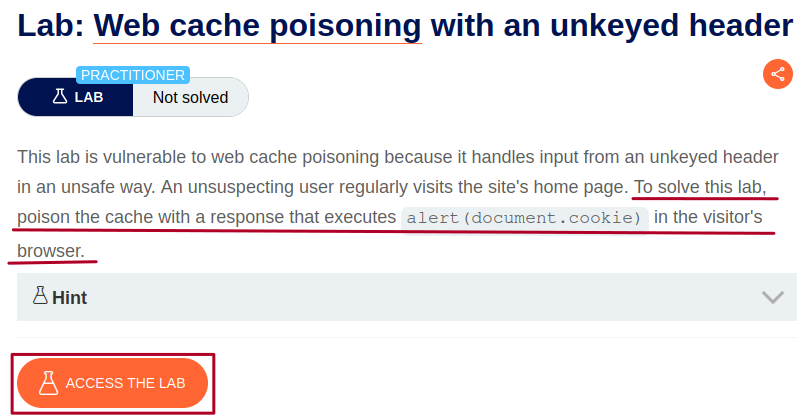 Lab: Web cache poisoning with an unkeyed header
PRACTITIONER
LAB Not solved
This lab is vulnerable to web cache poisoning because it handles input from an unkeyed header
in an unsafe way. An unsuspecting user regularly visits the site's home page. To solve this lab,
poison the cache with a response that executes alert(document.cookie) in the visitor's
browser.
Hint
ACCESS THE LAB